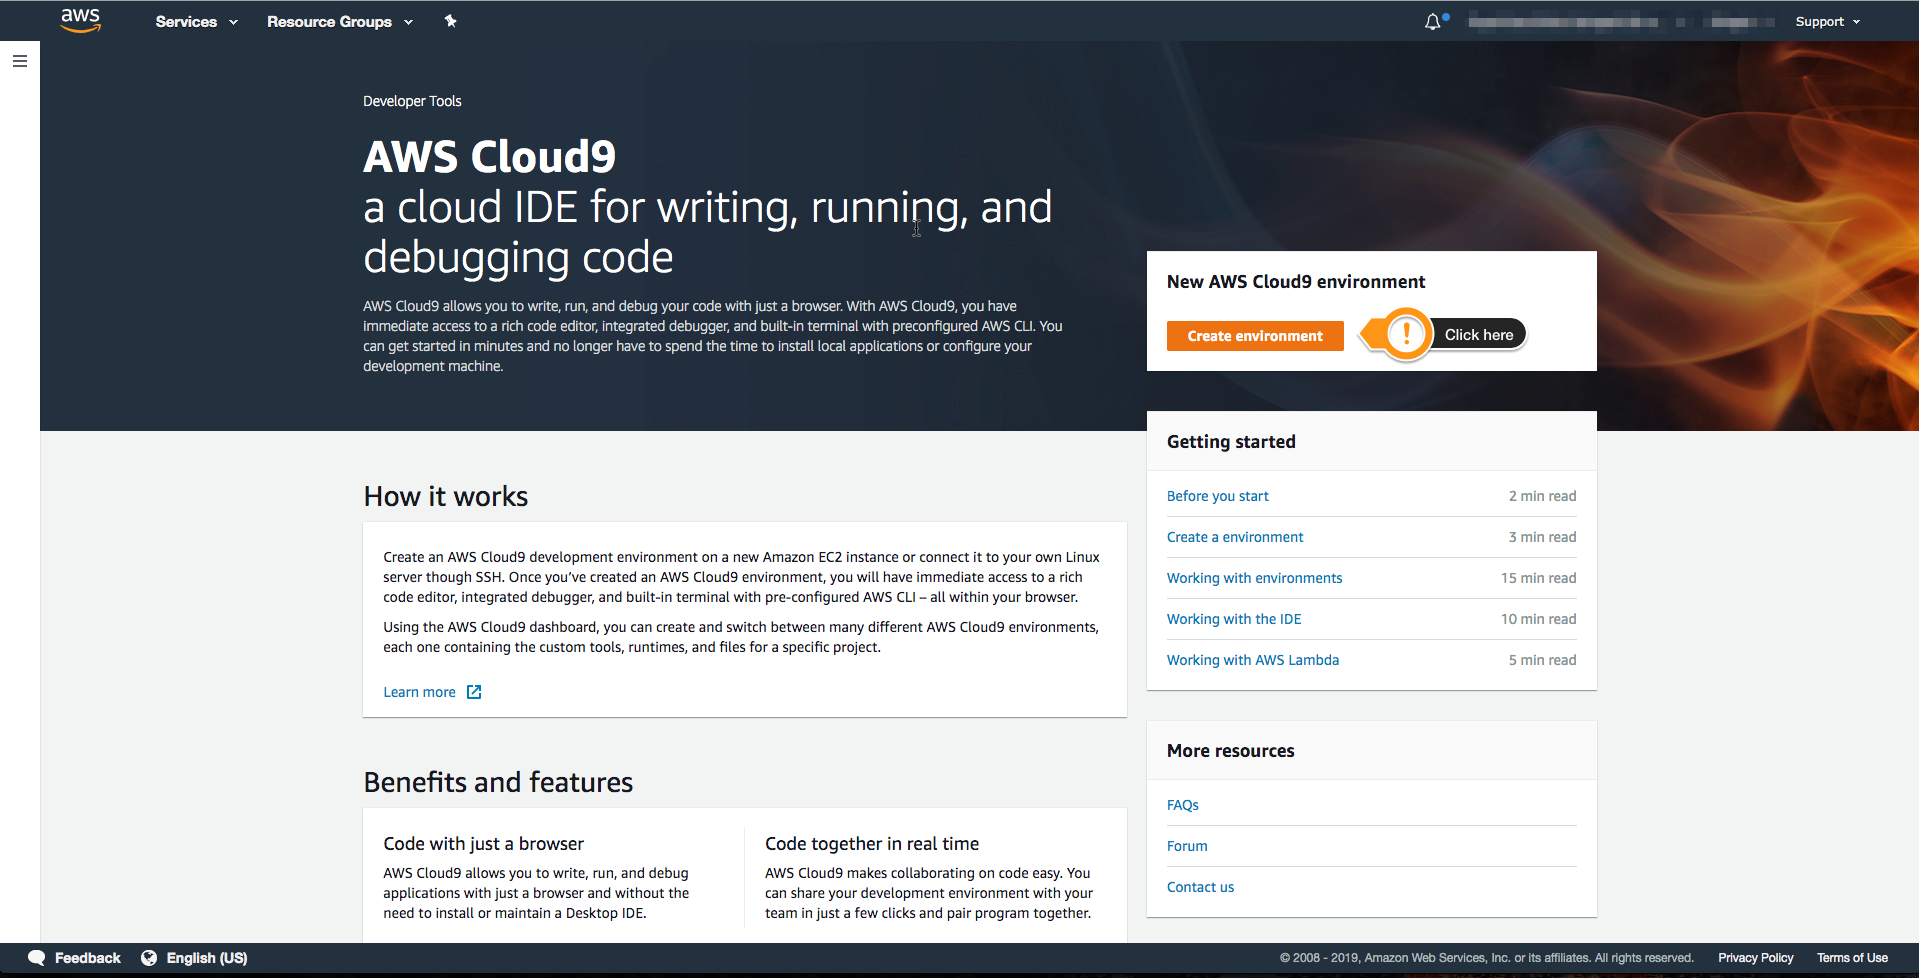 aws
Services
Resource Groups
Support
Developer Tools
AWS Cloud9
a cloud IDE for writing, running, and
debugging code
AWS Cloud9 allows you to write, run, and debug your code with just a browser. With AWS Cloud9, you have
immediate access to a rich code editor, integrated debugger, and built-in terminal with preconfigured AWS CLI. You
can get started in minutes and no longer have to spend the time to install local applications or configure your
development machine.
New AWS Cloud9 environment
Create environment
! Click here
How it works
Create an AWS Cloud9 development environment on a new Amazon EC2 instance or connect it to your own Linux
server though SSH. Once you've created an AWS Cloud9 environment, you will have immediate access to a rich
code editor, integrated debugger, and built-in terminal with pre-configured AWS CLI – all within your browser.
Using the AWS Cloud9 dashboard, you can create and switch between many different AWS Cloud9 environments,
each one containing the custom tools, runtimes, and files for a specific project.
Learn more
Benefits and features
Code with just a browser
AWS Cloud9 allows you to write, run, and debug
applications with just a browser and without the
need to install or maintain a Desktop IDE.
Code together in real time
AWS Cloud9 makes collaborating on code easy. You
can share your development environment with your
team in just a few clicks and pair program together.
Getting started
Before you start 2 min read
Create a environment 3 min read
Working with environments 15 min read
Working with the IDE 10 min read
Working with AWS Lambda 5 min read
More resources
FAQs
Forum
Contact us
Feedback
English (US)
© 2008 - 2019, Amazon Web Services, Inc. or its affiliates. All rights reserved.
Privacy Policy
Terms of Use